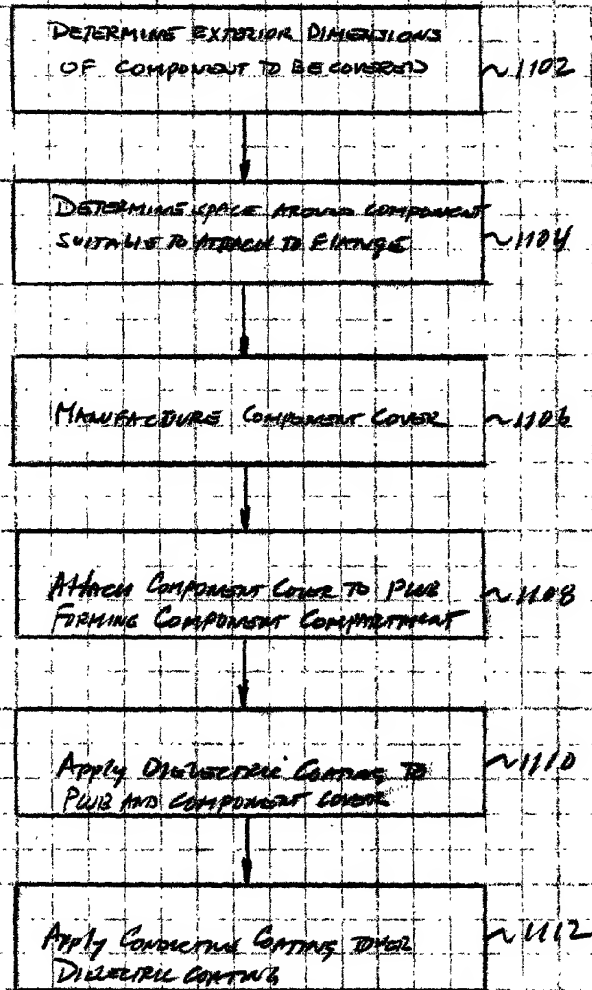 DETERMINE EXTERIOR DIMENSIONS
OF COMPONENT TO BE COVERED ~1102
DETERMINE SPACE AROUND COMPONENT
SUITABLE TO ATTACH TO FLANGE ~1104
MANUFACTURE COMPONENT COVER ~1106
ATTACH COMPONENT COVER TO PWB ~1108
FORMING COMPONENT COMPARTMENT
Apply DIELECTRIC COATING TO ~1110
PWB AND COMPONENT COVER
Apply CONDUCTIVE COATING OVER ~1112
DIELECTRIC COATING